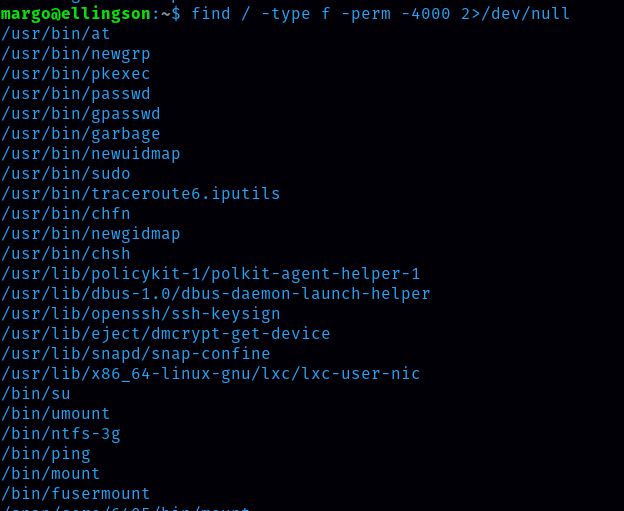 margo@ellingson:~$ find / -type f -perm -4000 2>/dev/null
/usr/bin/at
/usr/bin/newgrp
/usr/bin/pkexec
/usr/bin/passwd
/usr/bin/gpasswd
/usr/bin/garbage
/usr/bin/newuidmap
/usr/bin/sudo
/usr/bin/traceroute6.iputils
/usr/bin/chfn
/usr/bin/newgidmap
/usr/bin/chsh
/usr/lib/policykit-1/polkit-agent-helper-1
/usr/lib/dbus-1.0/dbus-daemon-launch-helper
/usr/lib/openssh/ssh-keysign
/usr/lib/eject/dmcrypt-get-device
/usr/lib/snapd/snap-confine
/usr/lib/x86_64-linux-gnu/lxc/lxc-user-nic
/bin/su
/bin/umount
/bin/ntfs-3g
/bin/ping
/bin/mount
/bin/fusermount